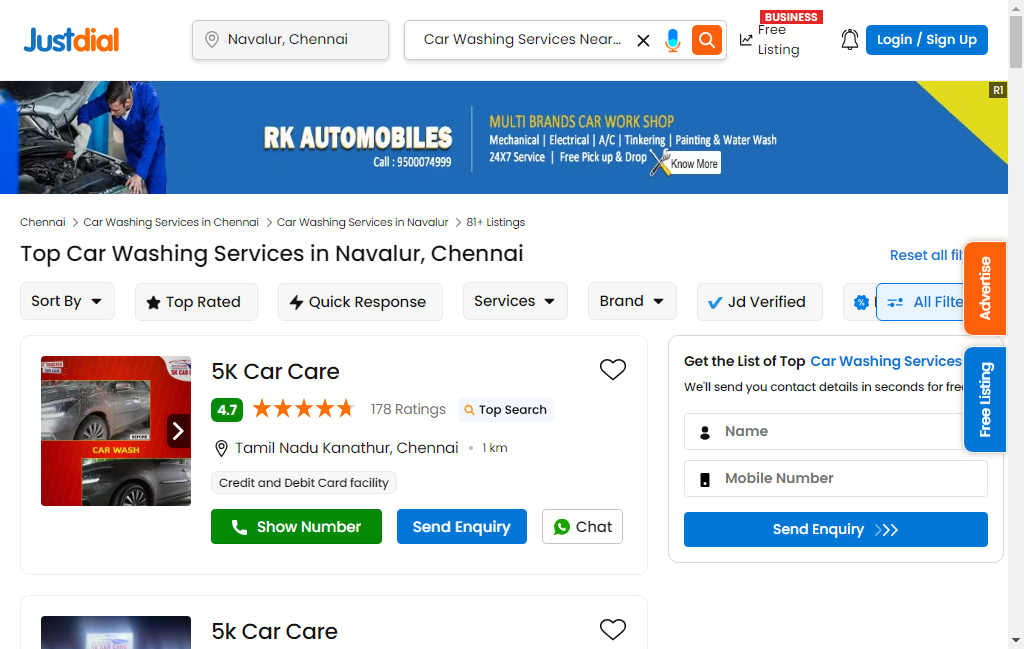 Justdial
Navalur, Chennai
Car Washing Services Near...
BUSINESS
Free
Listing
Login / Sign Up
R1
RK AUTOMOBILES
Call : 9500074999
MULTI BRANDS CAR WORK SHOP
Mechanical | Electrical | A/C | Tinkering | Painting & Water Wash
24X7 Service | Free Pick up & Drop
Know More
Chennai > Car Washing Services in Chennai > Car Washing Services in Navalur > 81+ Listings
Top Car Washing Services in Navalur, Chennai
Reset all fil
Advertise
Sort By
Top Rated
Quick Response
Services
Brand
Jd Verified
All Filte
5K Car Care
4.7
178 Ratings
Top Search
Tamil Nadu Kanathur, Chennai • 1 km
Credit and Debit Card facility
Show Number
Send Enquiry
Chat
BEFORE
CAR WASH
Get the List of Top Car Washing Services
We'll send you contact details in seconds for free
Free Listing
Name
Mobile Number
Send Enquiry
5k Car Care